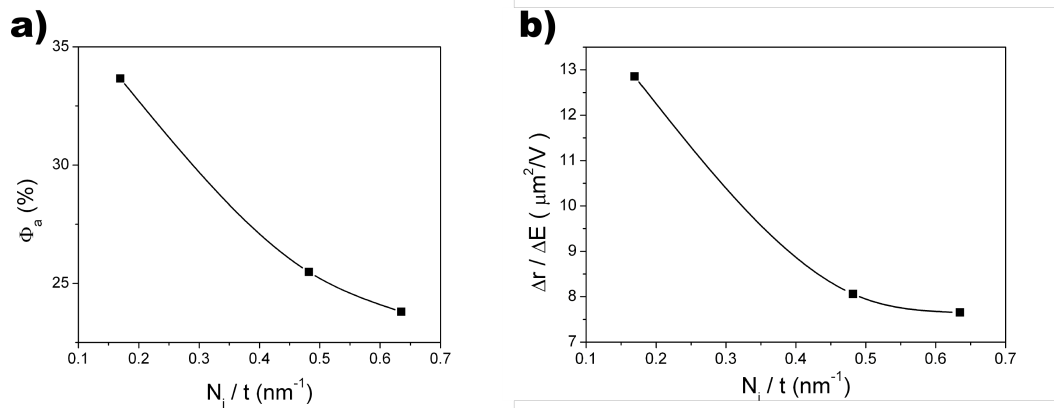 a)
35
30
25
Φa (%)
0.1 0.2 0.3 0.4 0.5 0.6 0.7
Ni / t (nm-1)
b)
13
12
11
10
9
8
7
Δr / ΔE ( μm2/V )
0.1 0.2 0.3 0.4 0.5 0.6 0.7
Ni / t (nm-1)